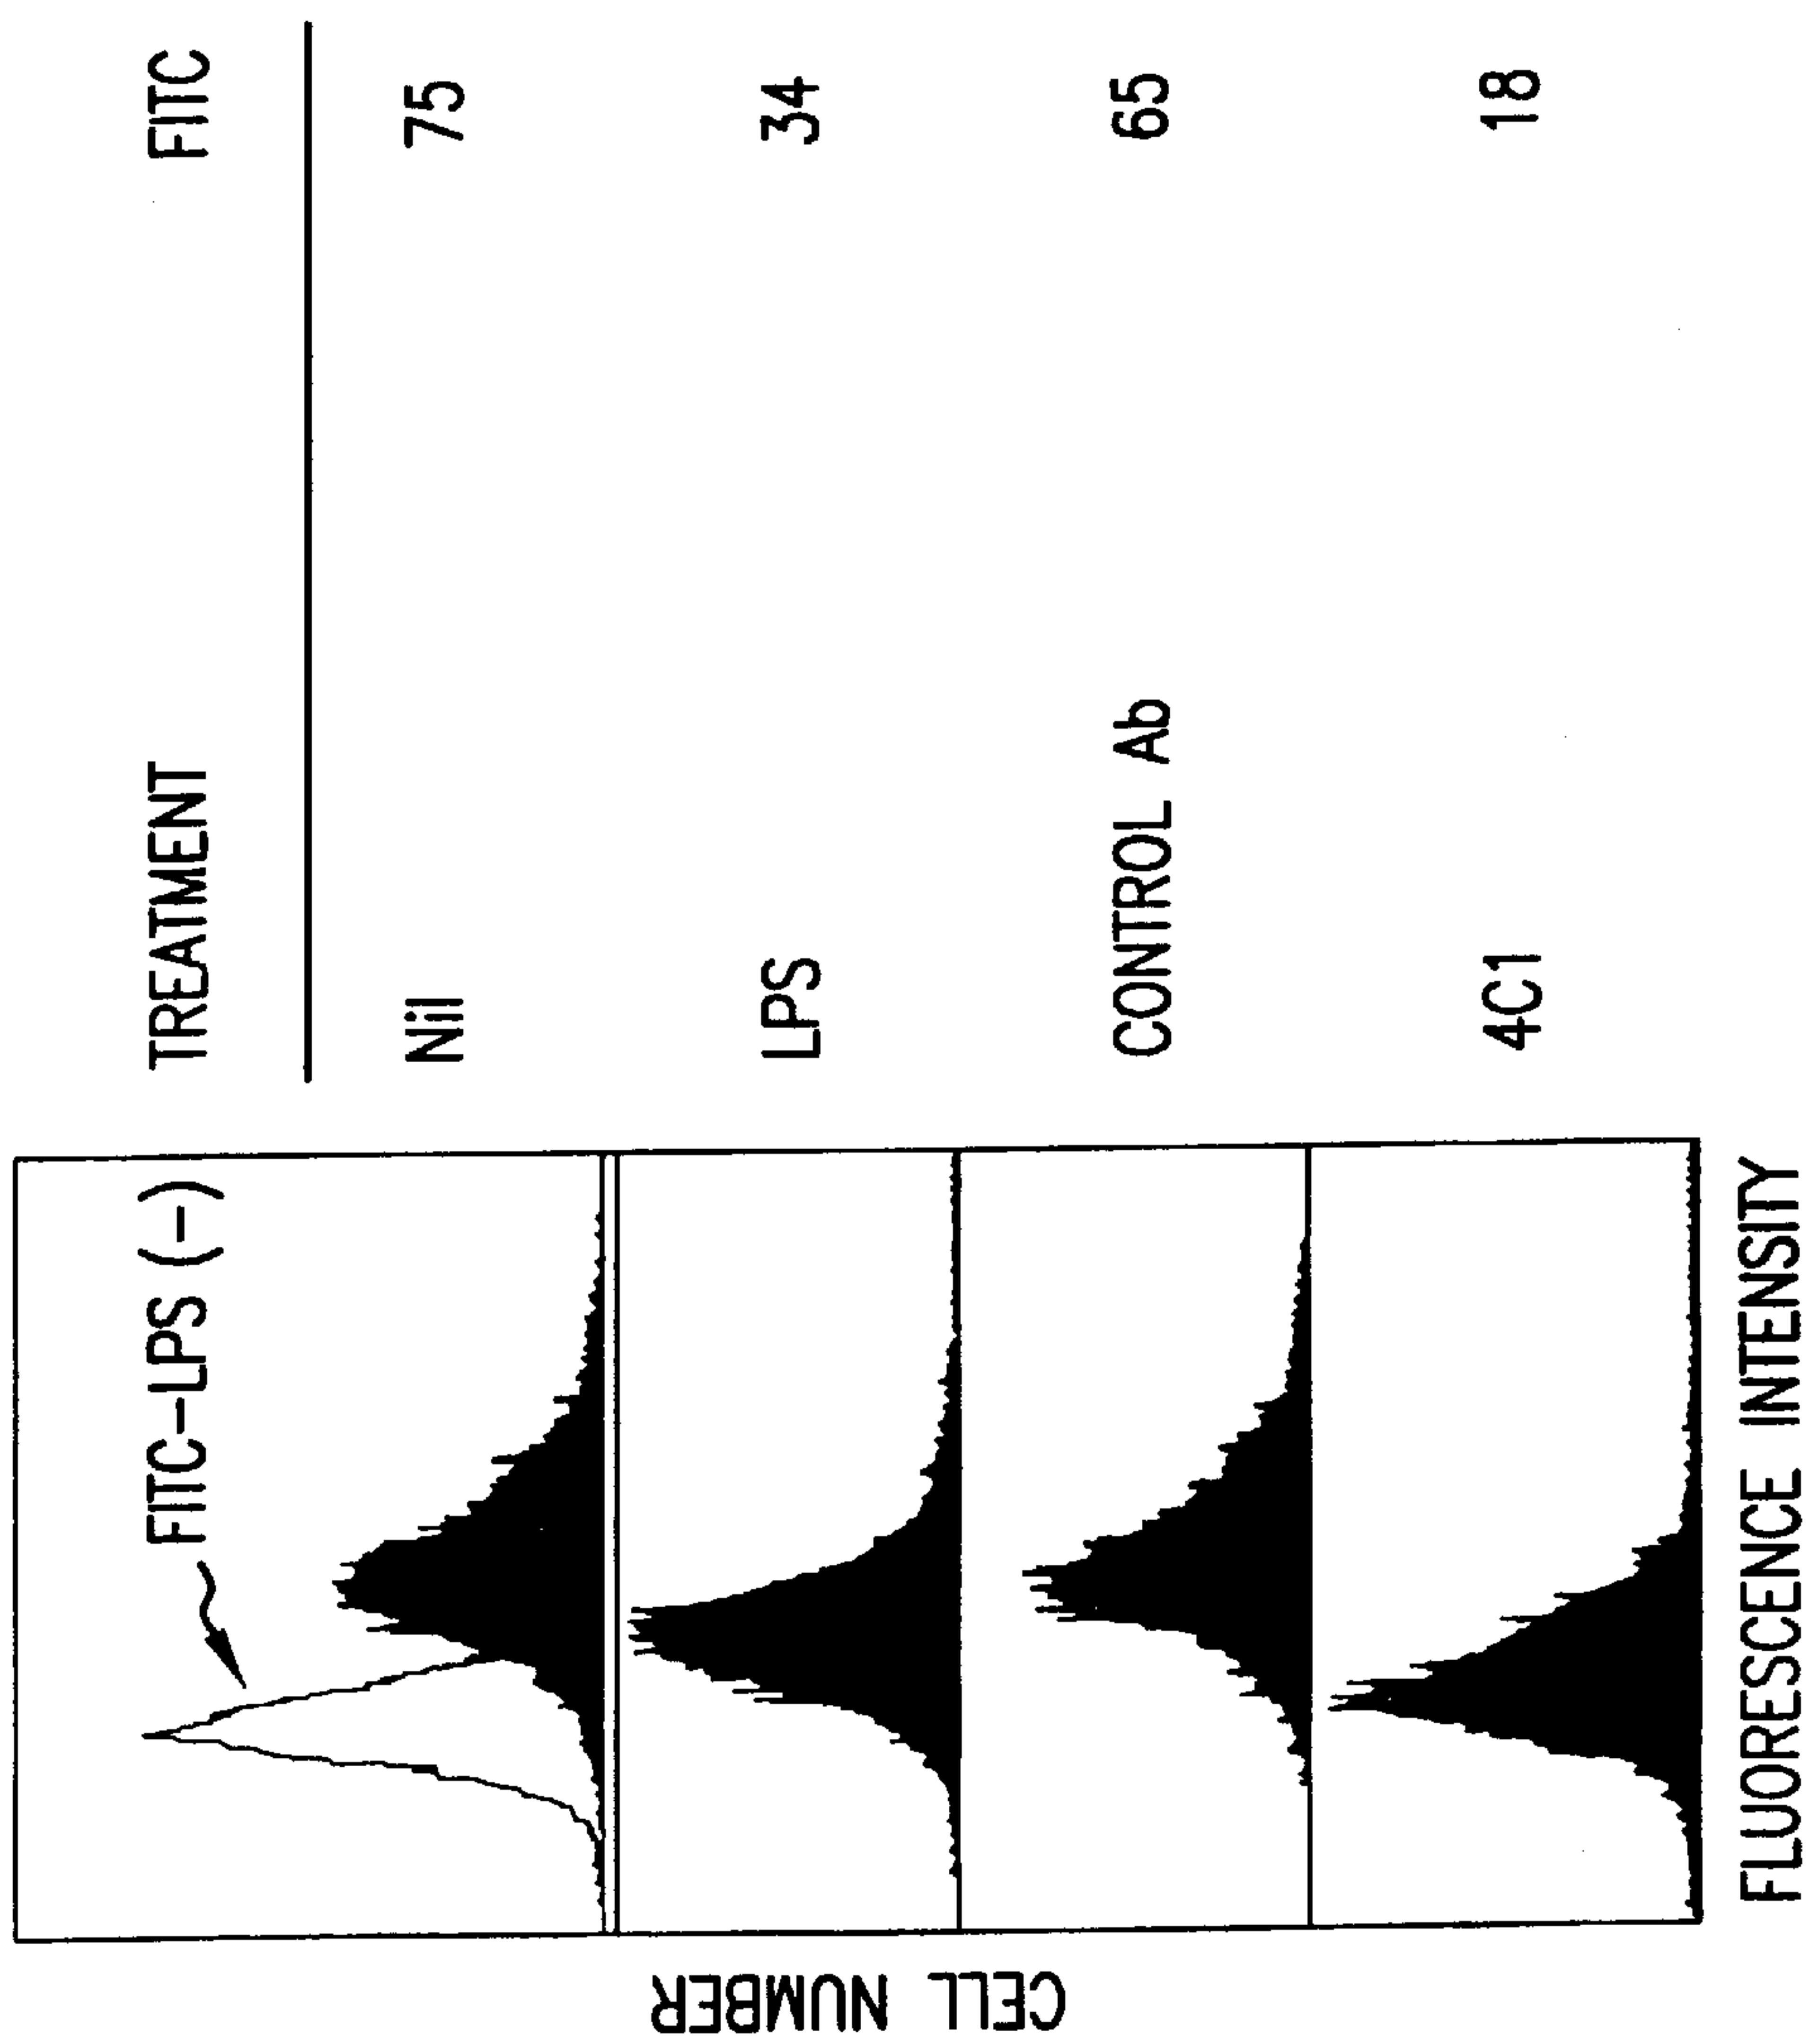 TREATMENT FITC
FITC-LPS (-)
Nil 75
LPS 34
CONTROL Ab 65
4C1 18
CELL NUMBER
FLUORESCENCE INTENSITY